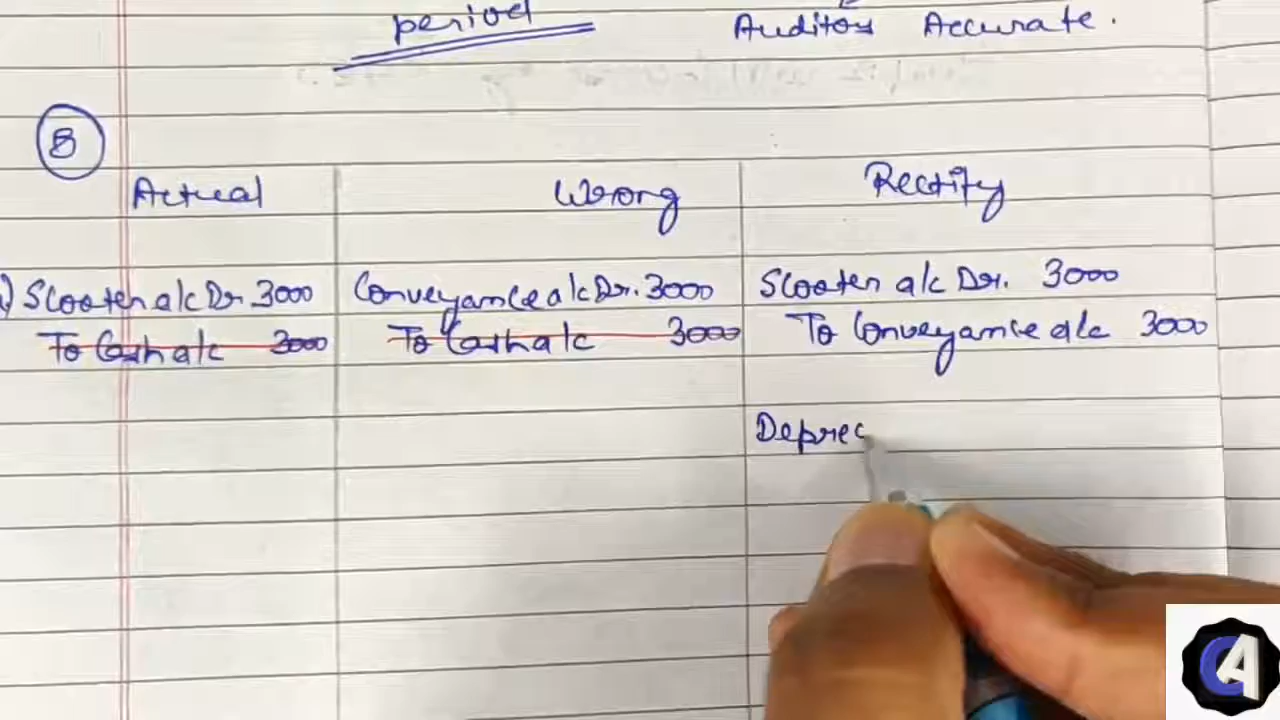 period
Auditors Accurate.
8
Actual Wrong Rectify
Scooter a/c Dr. 3000 Conveyance a/c Dr. 3000 Scooter a/c Dr. 3000
To Cash a/c 3000 To Cash a/c 3000 To Conveyance a/c 3000
Deprec
CA